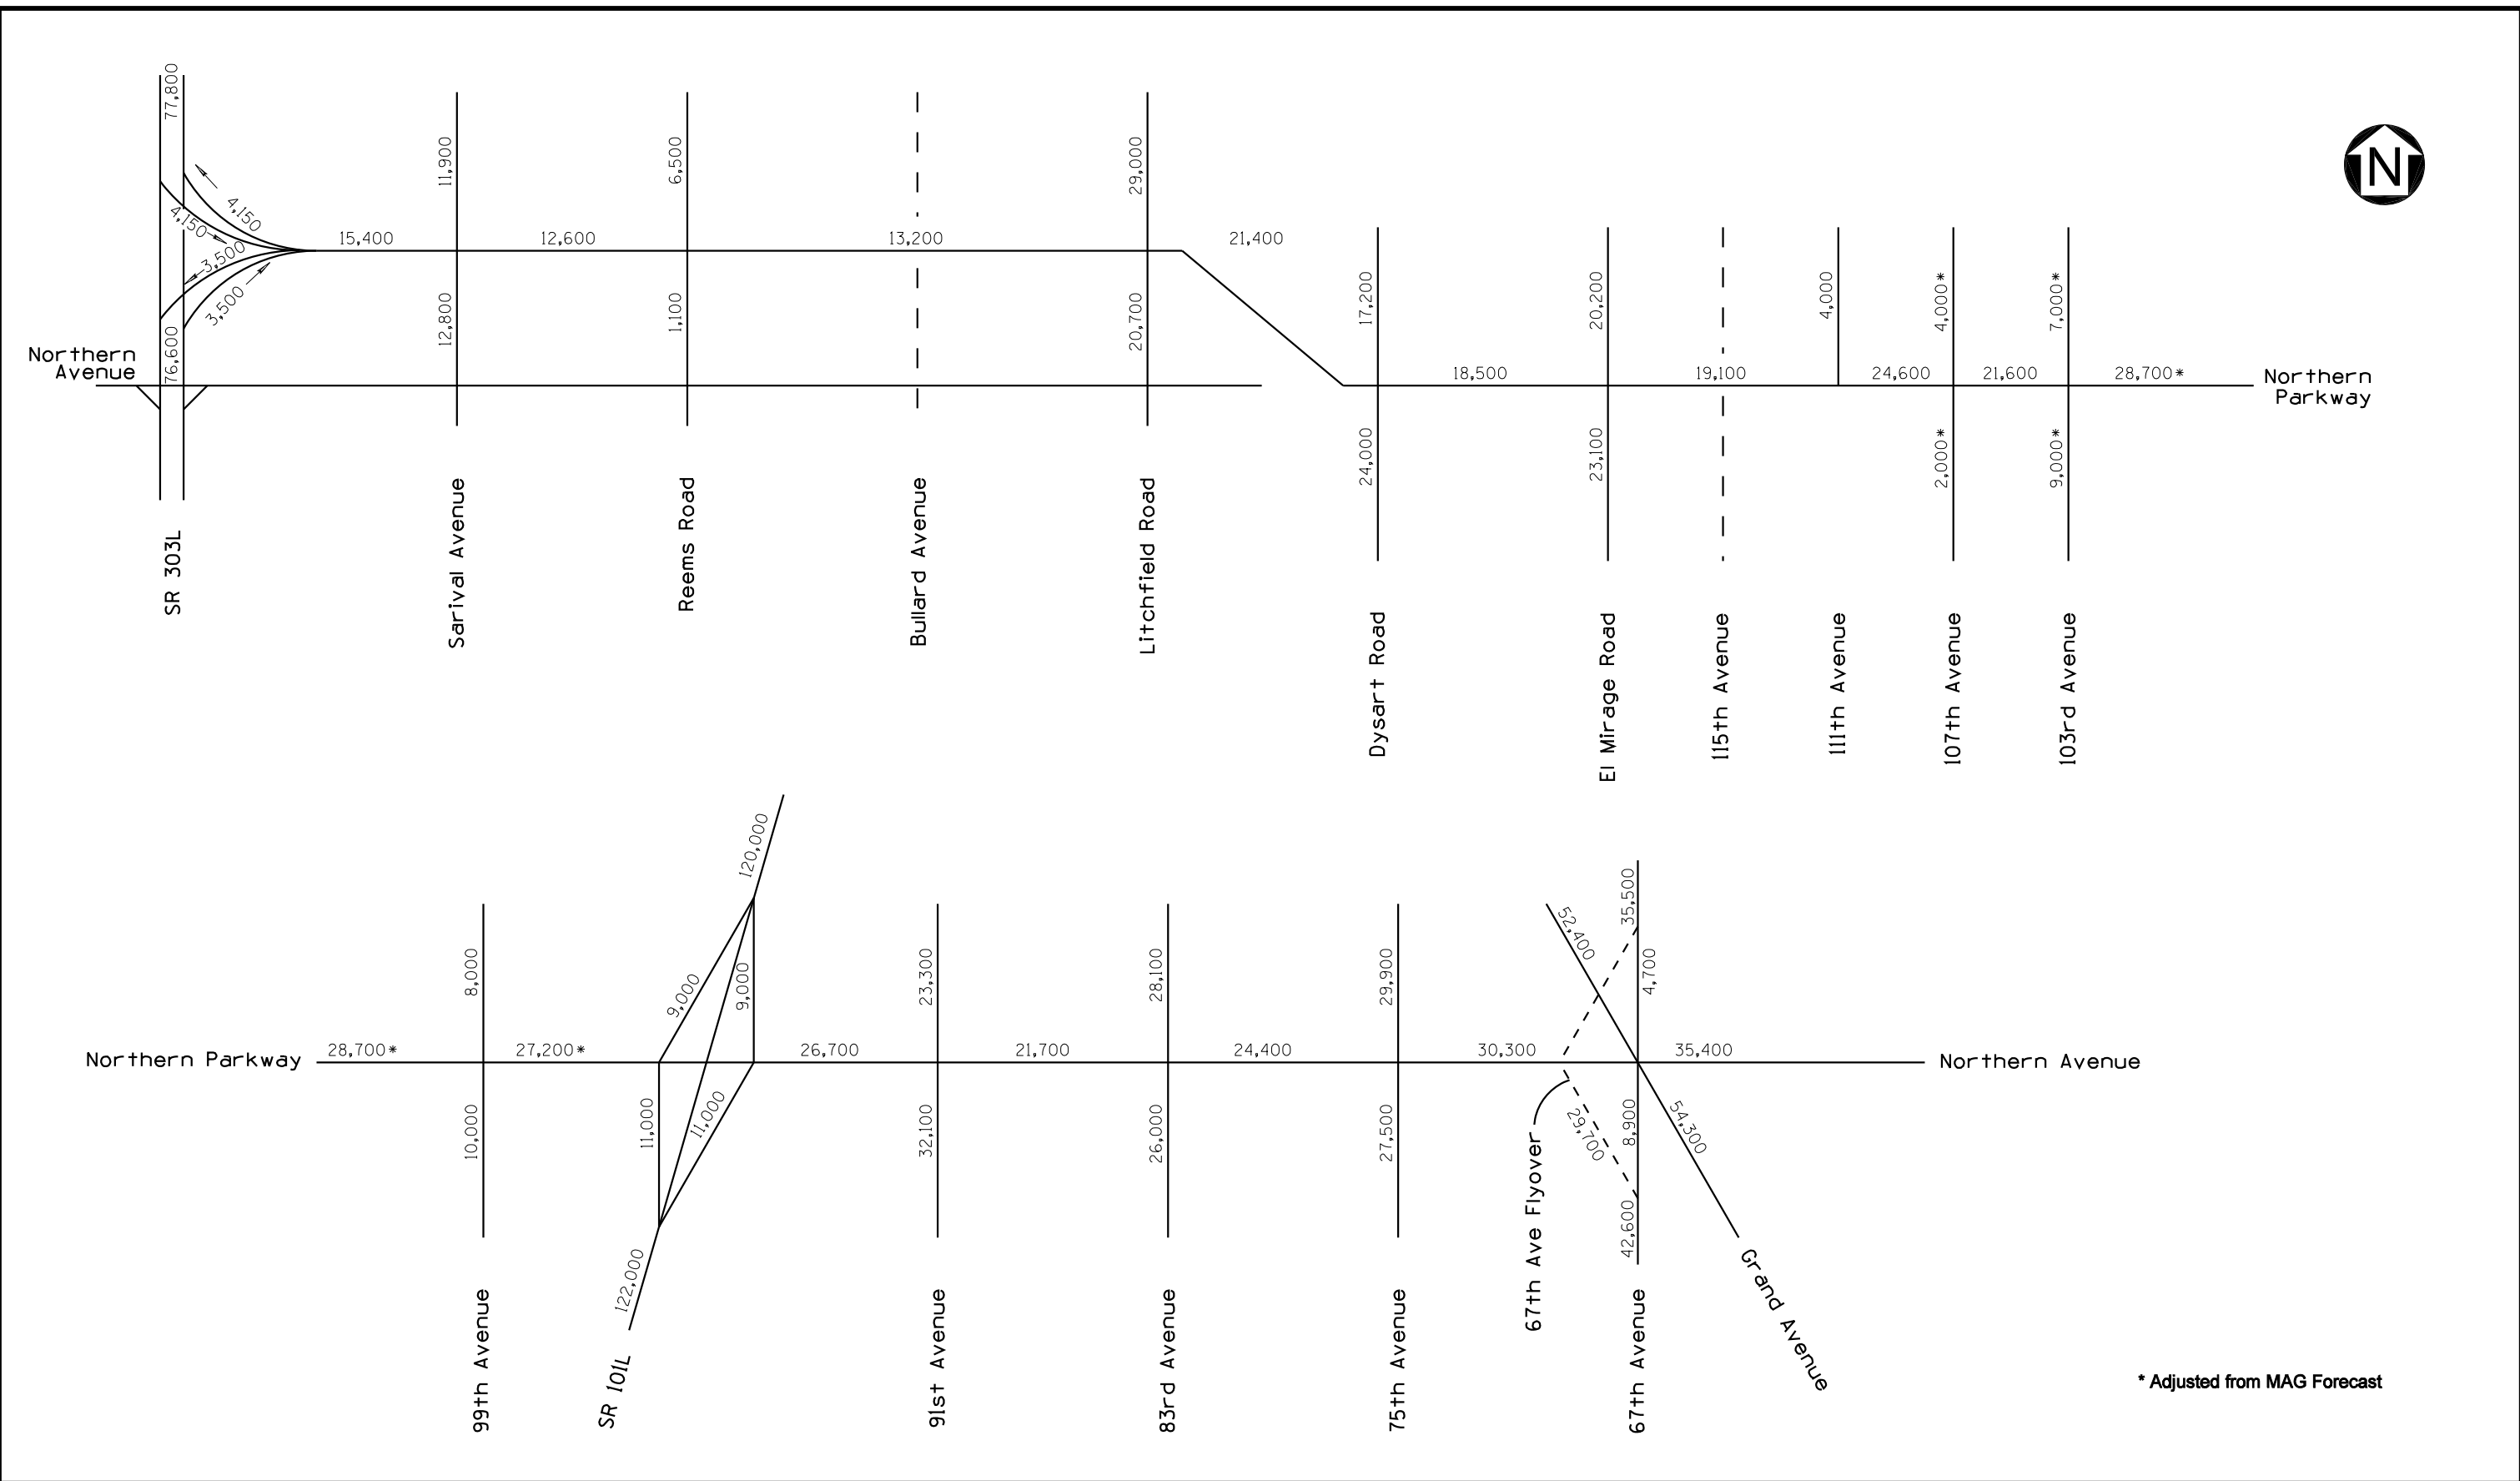 77,800
4,150
4,150
3,500
3,500
76,600
Northern
Avenue
15,400
11,900
12,800
12,600
6,500
1,100
13,200
29,000
20,700
21,400
17,200
24,000
18,500
20,200
23,100
19,100
4,000
24,600
4,000*
2,000*
21,600
7,000*
9,000*
28,700*
Northern
Parkway
N
SR 303L
Sarival Avenue
Reems Road
Bullard Avenue
Litchfield Road
Dysart Road
El Mirage Road
115th Avenue
111th Avenue
107th Avenue
103rd Avenue
Northern Parkway
28,700*
8,000
10,000
27,200*
120,000
9,000
9,000
11,000
11,000
122,000
26,700
23,300
32,100
21,700
28,100
26,000
24,400
29,900
27,500
30,300
52,400
35,500
4,700
35,400
29,700
8,900
54,300
42,600
Northern Avenue
99th Avenue
SR 101L
91st Avenue
83rd Avenue
75th Avenue
67th Ave Flyover
67th Avenue
Grand Avenue
* Adjusted from MAG Forecast